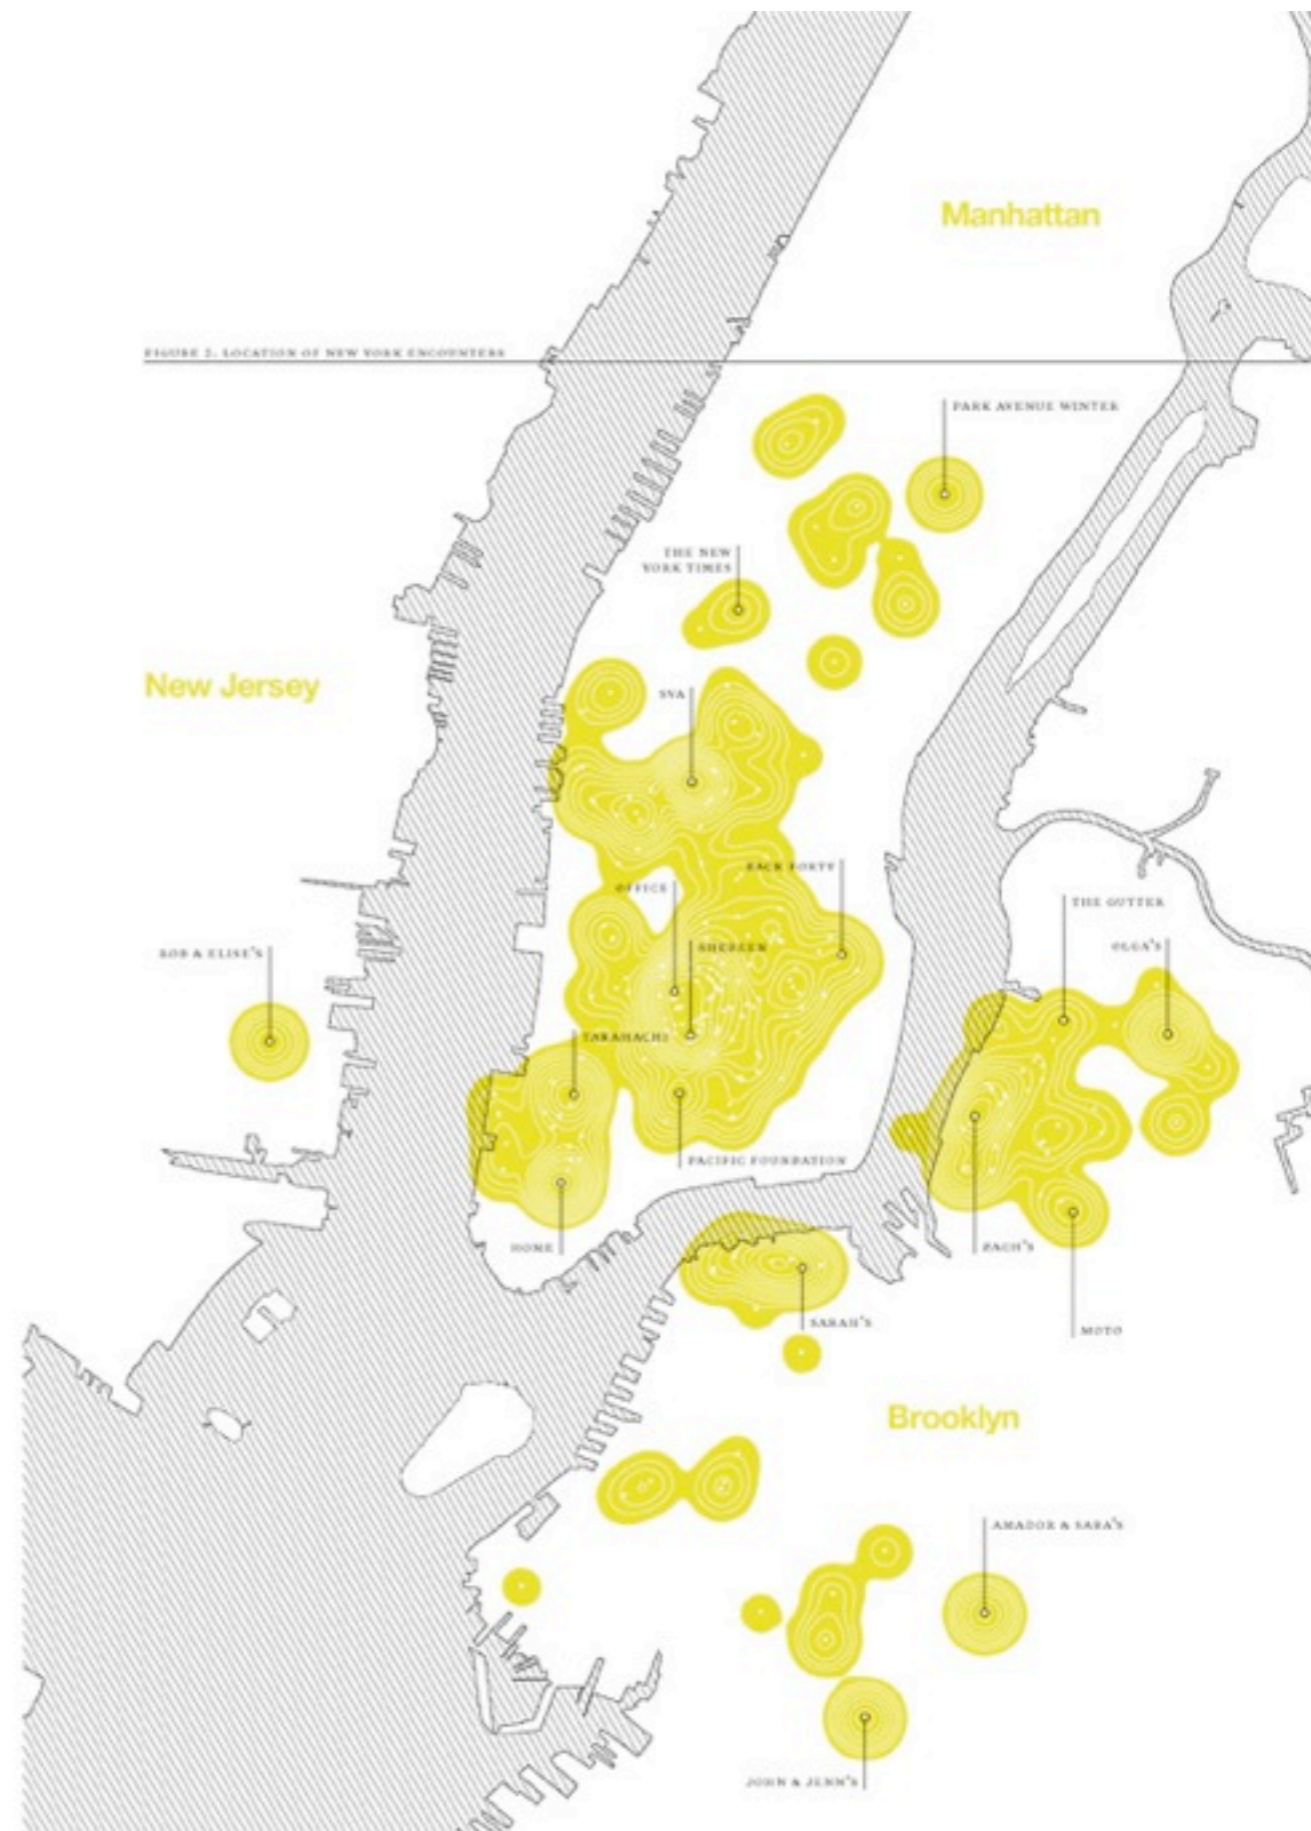 Manhattan
FIGURE 2. LOCATION OF NEW YORK ENCOUNTERS
PARK AVENUE WINTER
THE NEW
YORK TIMES
New Jersey
SVA
BACK FORTY
OFFICE
THE GUTTER
SHEBEEN
OLGA'S
BOB & ELISE'S
TAKAHACHI
PACIFIC FOUNDATION
HOME
ZACH'S
SARAH'S
MOTO
Brooklyn
AMADOR & SARA'S
JOHN & JENN'S